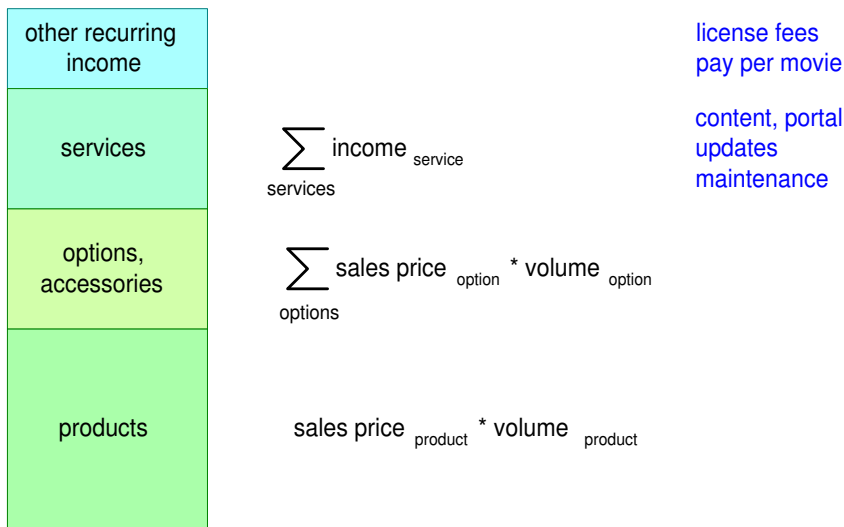 other recurring
income
license fees
pay per movie
services
∑ income service
services
content, portal
updates
maintenance
options,
accessories
∑ sales price option * volume option
options
products
sales price product * volume product